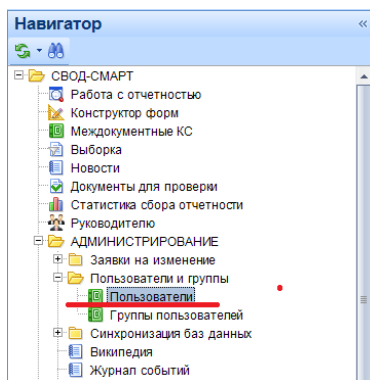 Навигатор
СВОД-СМАРТ
Работа с отчетностью
Конструктор форм
Междокументные КС
Выборка
Новости
Документы для проверки
Статистика сбора отчетности
Руководителю
АДМИНИСТРИРОВАНИЕ
Заявки на изменение
Пользователи и группы
Пользователи
Группы пользователей
Синхронизация баз данных
Википедия
Журнал событий